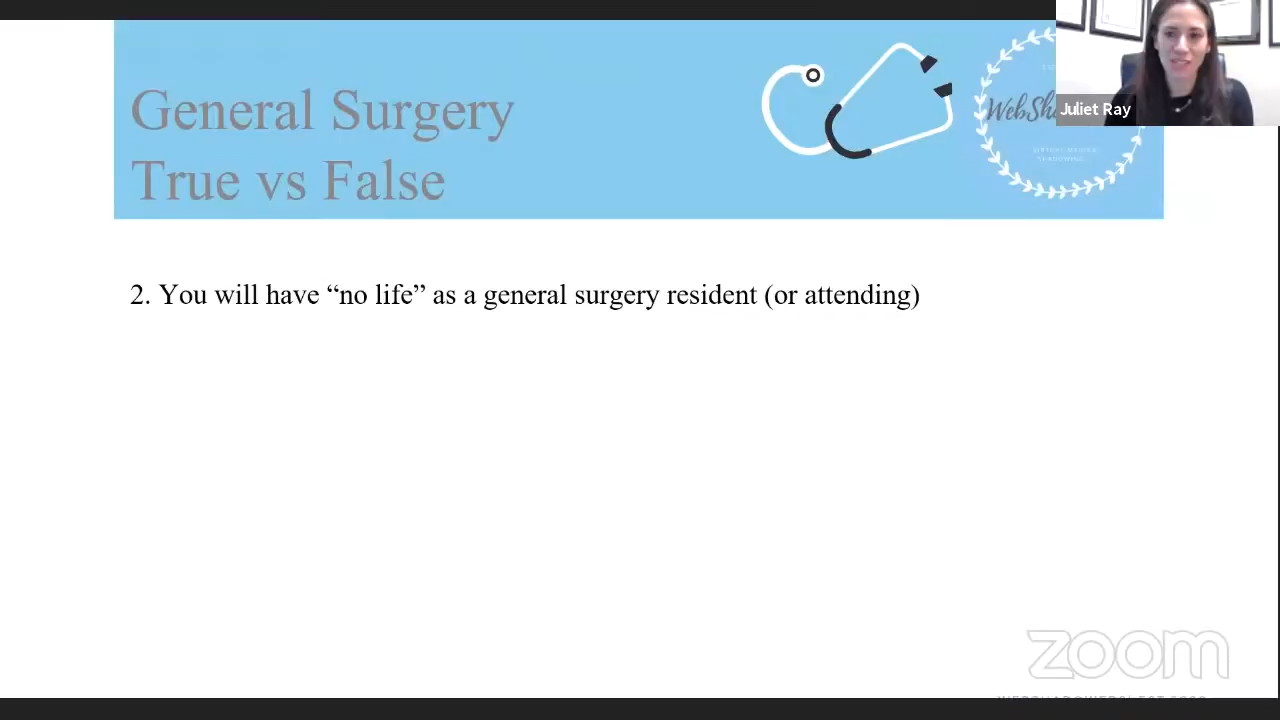 General Surgery
True vs False
Juliet Ray
2. You will have “no life” as a general surgery resident (or attending)
zoom